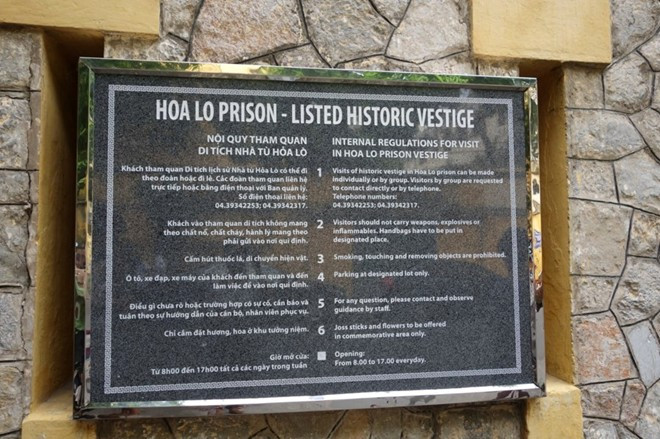 HOA LO PRISON - LISTED HISTORIC VESTIGE
NỘI QUY THAM QUAN
DI TÍCH NHÀ TÙ HỎA LÒ
Khách tham quan Di tích lịch sử Nhà tù Hỏa Lò có thể đi
theo đoàn hoặc đi lẻ. Các đoàn tham quan liên hệ
trực tiếp hoặc bằng điện thoại với Ban quản lý.
Số điện thoại liên hệ:
04.39342253; 04.39342317.
Khách vào tham quan di tích không mang
theo chất nổ, chất cháy, hành lý mang theo
phải gửi vào nơi qui định.
Cấm hút thuốc lá, di chuyển hiện vật.
Ô tô, xe đạp, xe máy của khách đến tham quan và đến
làm việc để vào nơi qui định.
Điều gì chưa rõ hoặc trường hợp có sự cố, cần báo và
tuân theo sự hướng dẫn của cán bộ, nhân viên phục vụ.
Chỉ cắm đặt hương, hoa ở khu tưởng niệm.
Giờ mở cửa:
Từ 8h00 đến 17h00 tất cả các ngày trong tuần
INTERNAL REGULATIONS FOR VISIT
IN HOA LO PRISON VESTIGE
1 Visits of historic vestige in Hoa Lo prison can be made
individually or by group. Visitors by group are requested
to contact directly or by telephone.
Telephone numbers:
04.39342253; 04.39342317.
2 Visitors should not carry weapons, explosives or
inflammables. Handbags have to be put in
designated place.
3 Smoking, touching and removing objects are prohibited.
4 Parking at designated lot only.
5 For any question, please contact and observe
guidance by staff.
6 Joss sticks and flowers to be offered
in commemorative area only.
Opening:
From 8.00 to 17.00 everyday.